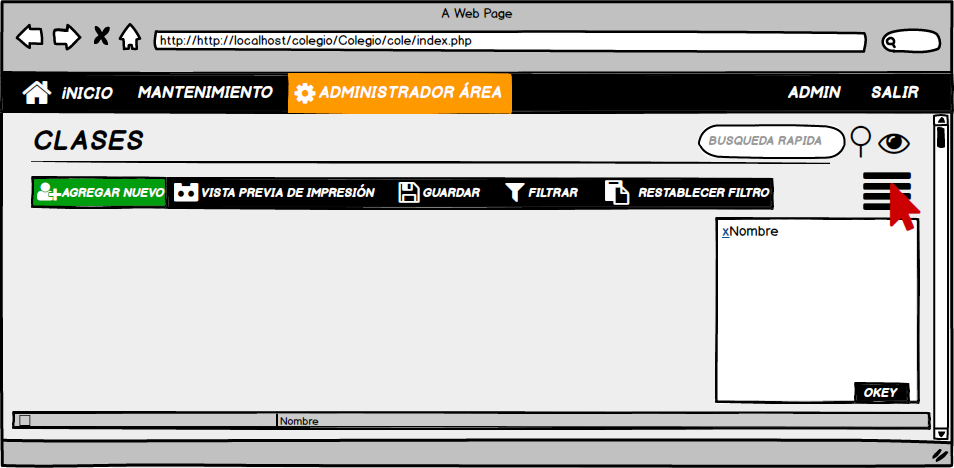 A Web Page
http://http://localhost/colegio/Colegio/cole/index.php
iNICIO MANTENIMIENTO ADMINISTRADOR ÁREA ADMIN SALIR
CLASES BUSQUEDA RAPIDA
AGREGAR NUEVO VISTA PREVIA DE IMPRESIÓN GUARDAR FILTRAR RESTABLECER FILTRO
xNombre
OKEY
Nombre